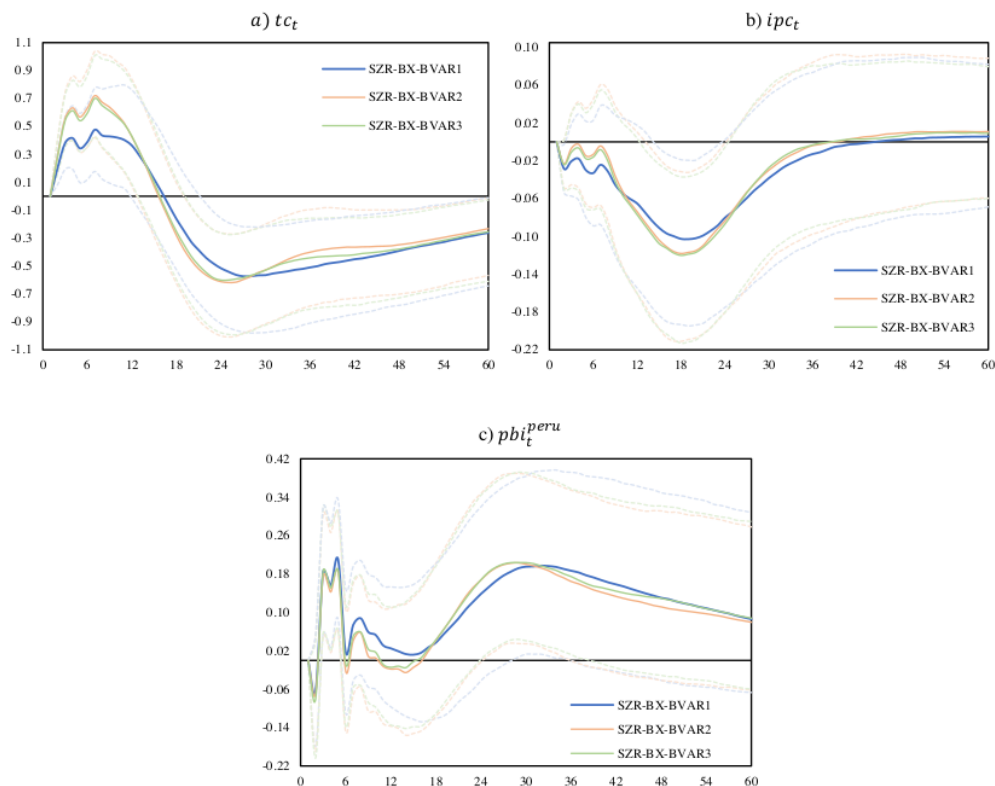 a) tc_t
1.1
0.9
0.7
0.5
0.3
0.1
-0.1
-0.3
-0.5
-0.7
-0.9
-1.1
SZR-BX-BVAR1
SZR-BX-BVAR2
SZR-BX-BVAR3
0 6 12 18 24 30 36 42 48 54 60
b) ipc_t
0.10
0.06
0.02
-0.02
-0.06
-0.10
-0.14
-0.18
-0.22
SZR-BX-BVAR1
SZR-BX-BVAR2
SZR-BX-BVAR3
0 6 12 18 24 30 36 42 48 54 60
c) pbi_t^peru
0.42
0.34
0.26
0.18
0.10
0.02
-0.06
-0.14
-0.22
SZR-BX-BVAR1
SZR-BX-BVAR2
SZR-BX-BVAR3
0 6 12 18 24 30 36 42 48 54 60